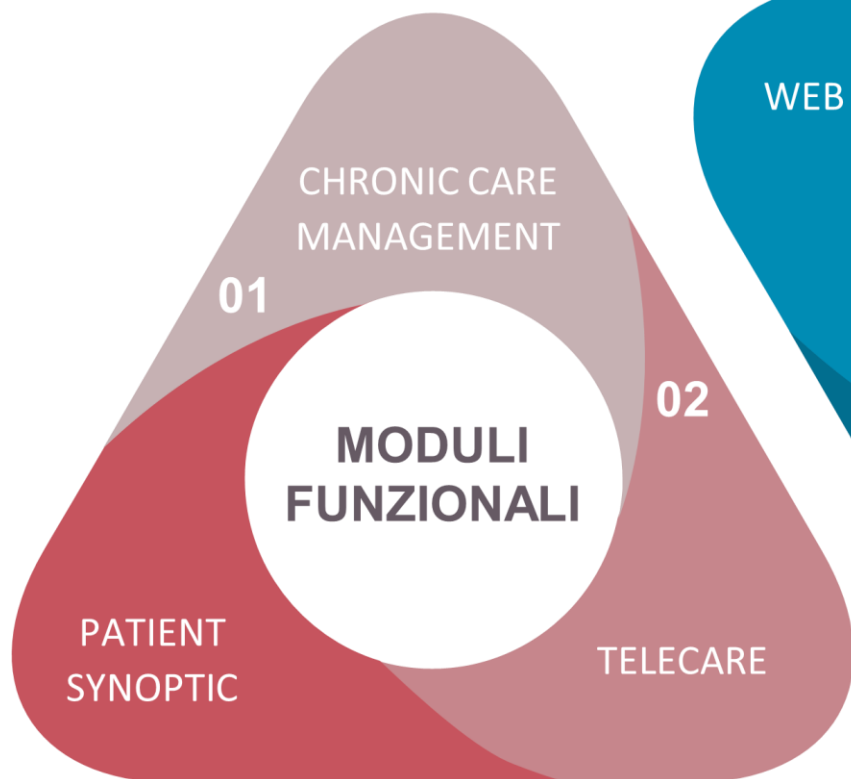 WEB
CHRONIC CARE
MANAGEMENT
01
02
MODULI
FUNZIONALI
PATIENT
SYNOPTIC
TELECARE